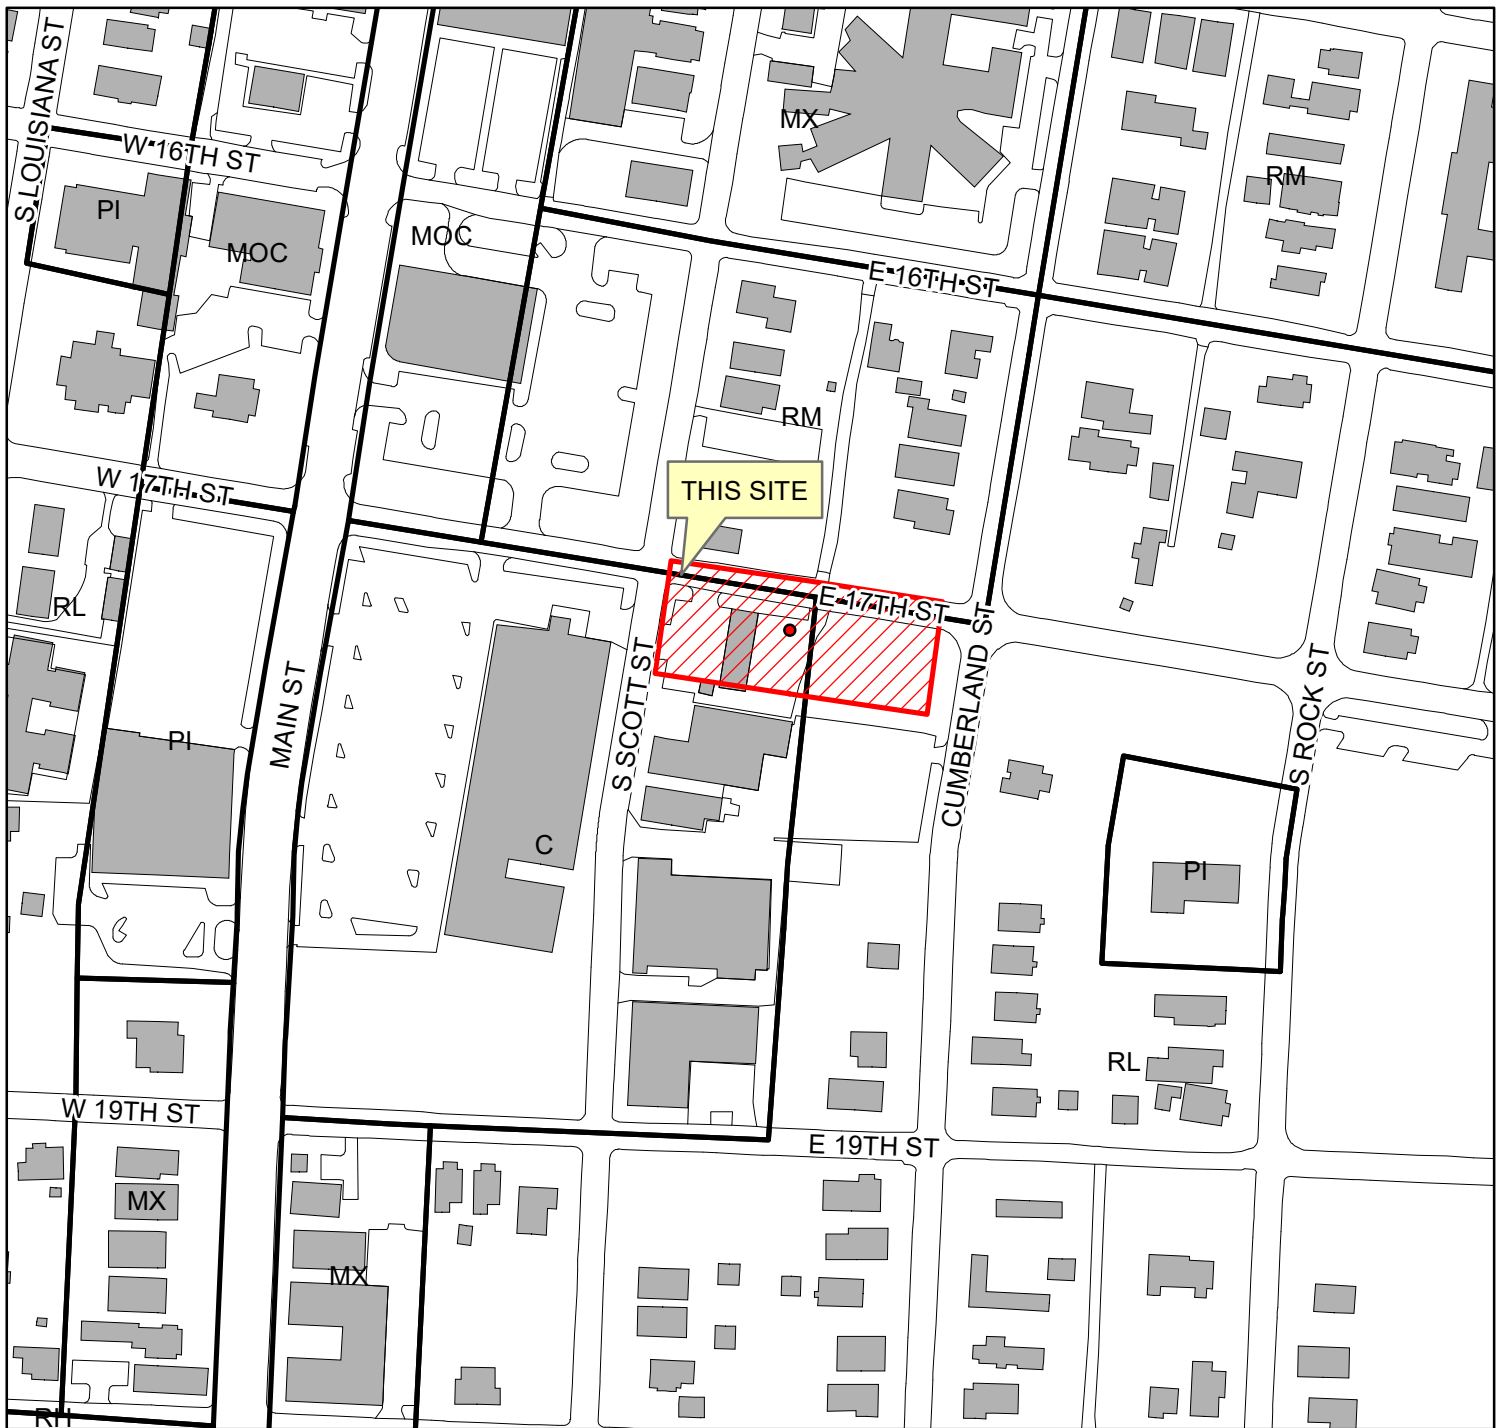 S LOUISIANA ST
W 16TH ST
MX
RM
PI
MOC
MOC
E 16TH ST
RM
W 17TH ST
THIS SITE
E 17TH ST
RL
S SCOTT ST
MAIN ST
CUMBERLAND ST
S ROCK ST
PI
C
PI
RL
W 19TH ST
E 19TH ST
MX
MX
RH